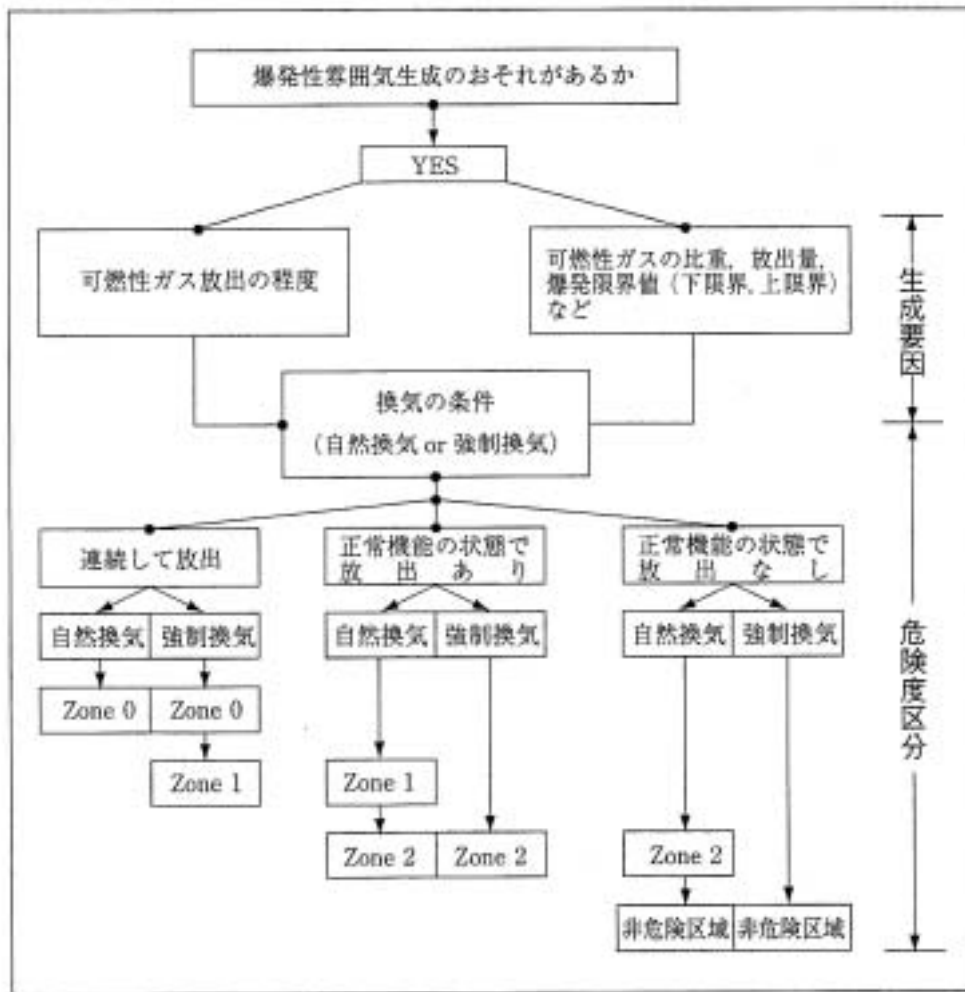 爆発性雰囲気生成のおそれがあるか
YES
可燃性ガス放出の程度
可燃性ガスの比重，放出量，
爆発限界値（下限界，上限界）
など
生成要因
換気の条件
（自然換気 or 強制換気）
連続して放出
正常機能の状態で
放出あり
正常機能の状態で
放出なし
自然換気 強制換気
自然換気 強制換気
自然換気 強制換気
危険度区分
Zone 0 Zone 0
Zone 1
Zone 1
Zone 2 Zone 2
Zone 2
非危険区域 非危険区域